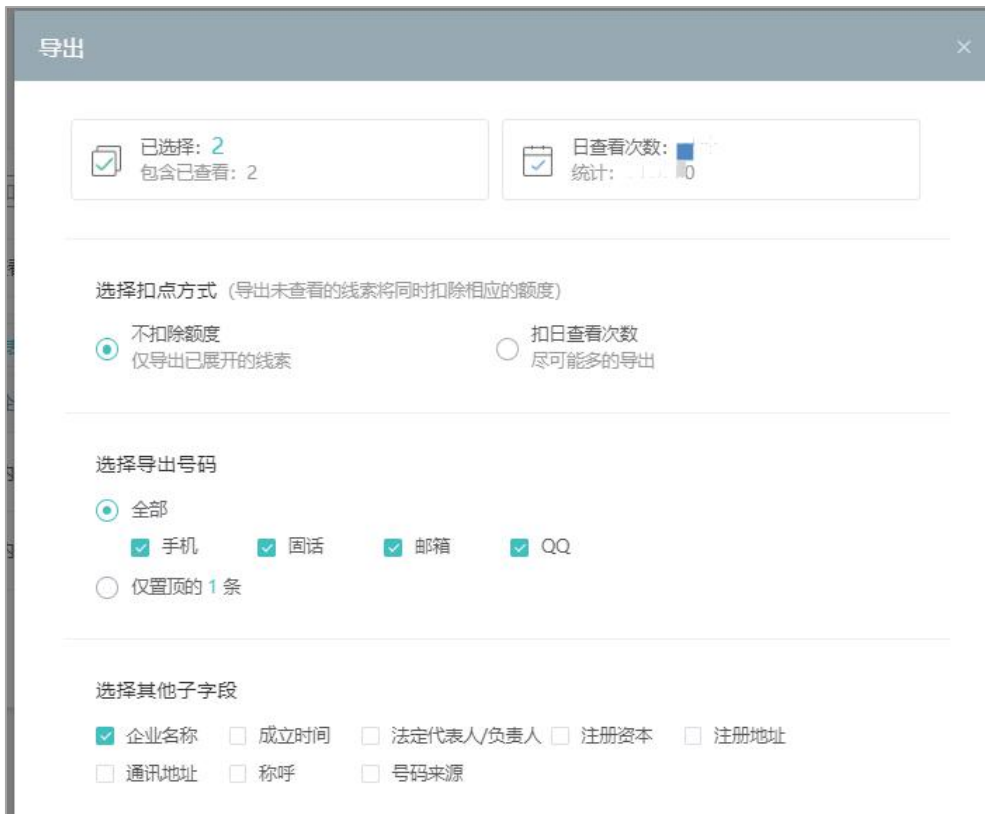 导出
已选择：2
包含已查看：2
日查看次数：
统计： 0
选择扣点方式 (导出未查看的线索将同时扣除相应的额度)
不扣除额度
仅导出已展开的线索
扣日查看次数
尽可能多的导出
选择导出号码
全部
手机 固话 邮箱 QQ
仅置顶的 1 条
选择其他子字段
企业名称 成立时间 法定代表人/负责人 注册资本 注册地址
通讯地址 称呼 号码来源